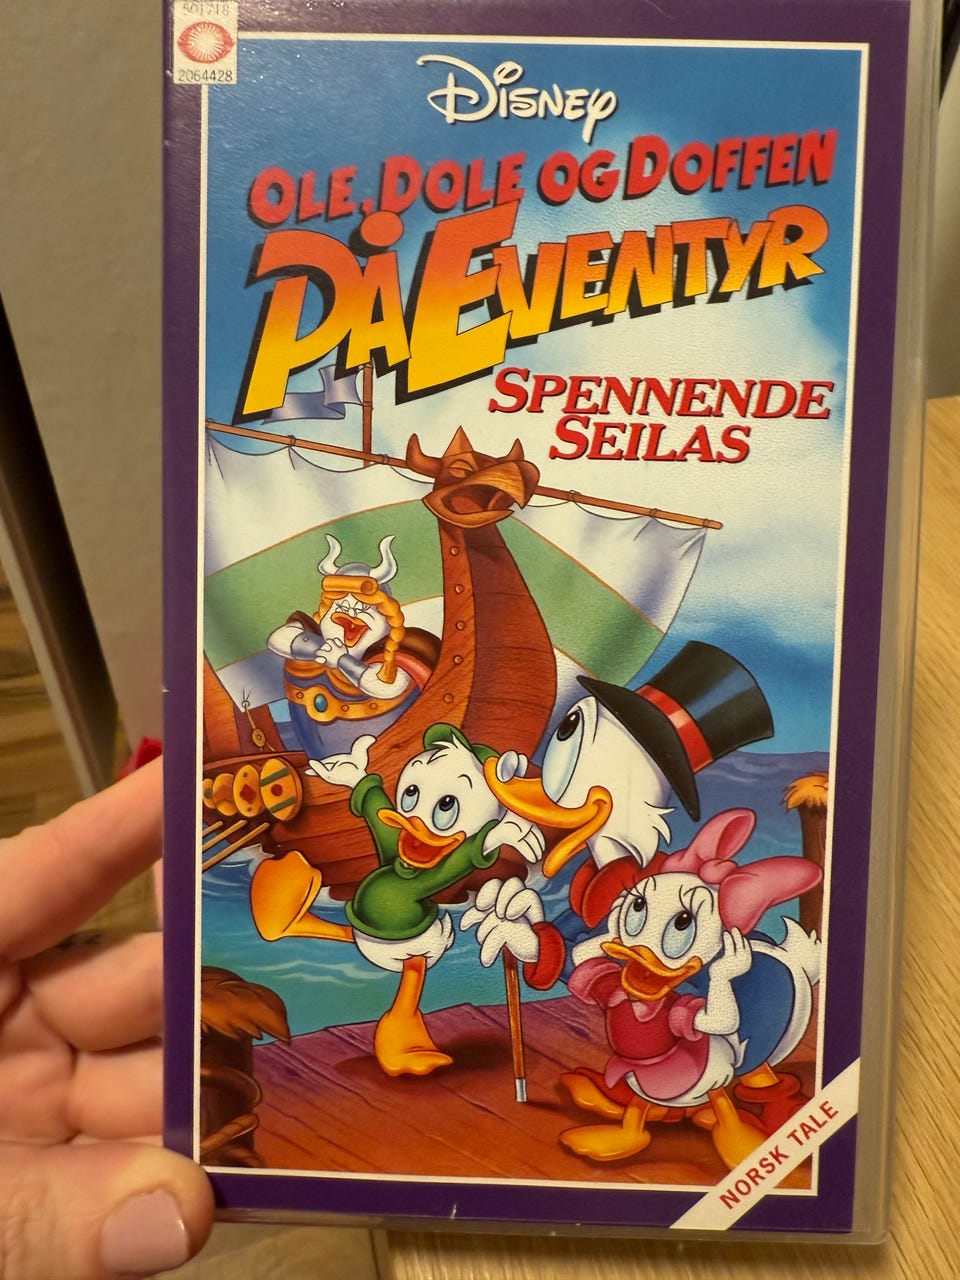 501718
2064428
DISNEY
OLE, DOLE OG DOFFEN
PÅ EVENTYR
SPENNENDE
SEILAS
NORSK TALE